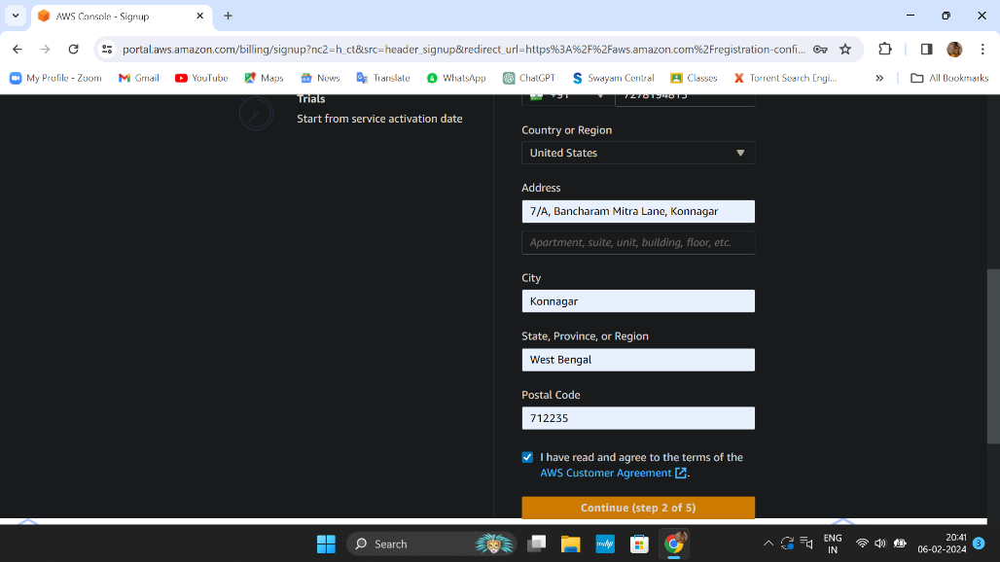 AWS Console - Signup
portal.aws.amazon.com/billing/signup?nc2=h_ct&src=header_signup&redirect_url=https%3A%2F%2Faws.amazon.com%2Fregistration-confi...
My Profile - Zoom
Gmail
YouTube
Maps
News
Translate
4
WhatsApp
ChatGPT
Swayam Central
Classes
Torrent Search Engi...
»
All Bookmarks
Trials
Start from service activation date
+91
7278194815
Country or Region
United States
Address
7/A, Bancharam Mitra Lane, Konnagar
Apartment, suite, unit, building, floor, etc.
City
Konnagar
State, Province, or Region
West Bengal
Postal Code
712235
I have read and agree to the terms of the
AWS Customer Agreement.
Continue (step 2 of 5)
Search
ENG
IN
20:41
06-02-2024
3